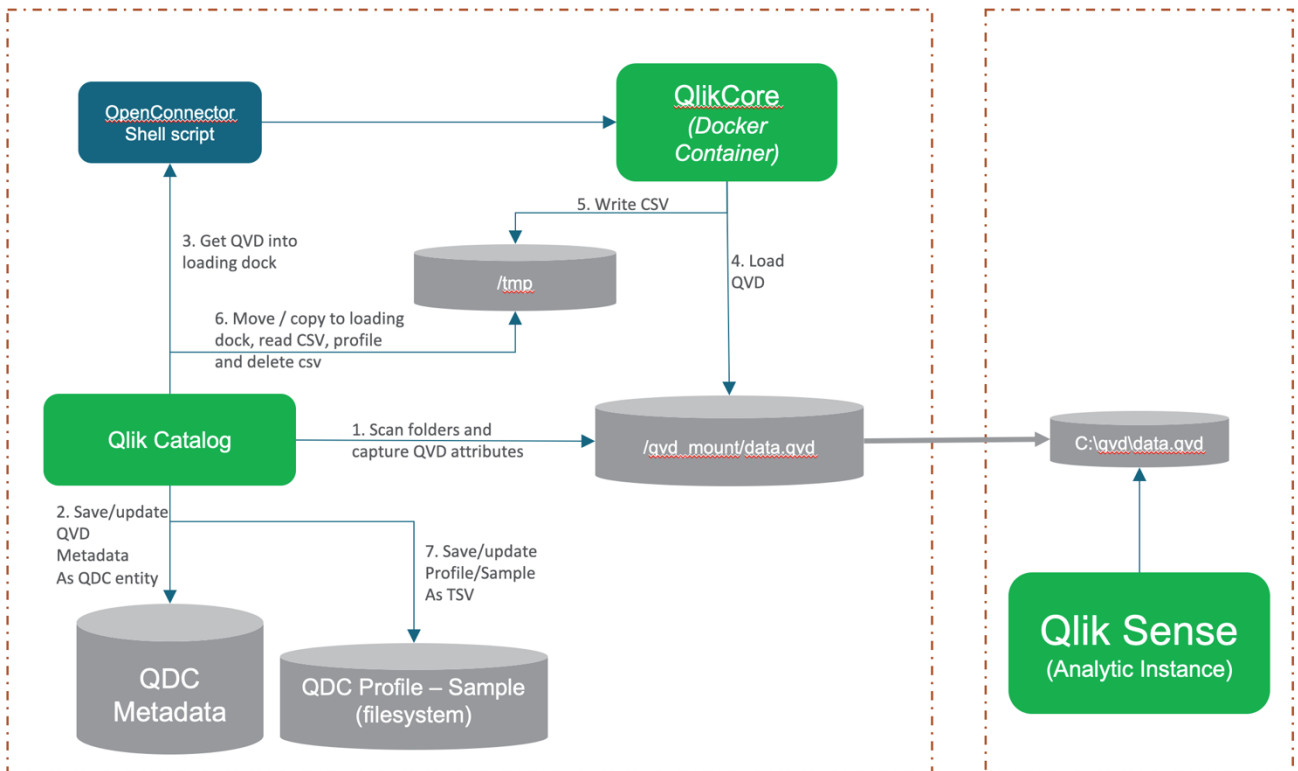 OpenConnector
Shell script
QlikCore
(Docker
Container)
5. Write CSV
3. Get QVD into
loading dock
/tmp
4. Load
QVD
6. Move / copy to loading
dock, read CSV, profile
and delete csv
Qlik Catalog
1. Scan folders and
capture QVD attributes
/qvd_mount/data.qvd
C:\qvd\data.qvd
2. Save/update
QVD
Metadata
As QDC entity
7. Save/update
Profile/Sample
As TSV
QDC
Metadata
QDC Profile – Sample
(filesystem)
Qlik Sense
(Analytic Instance)